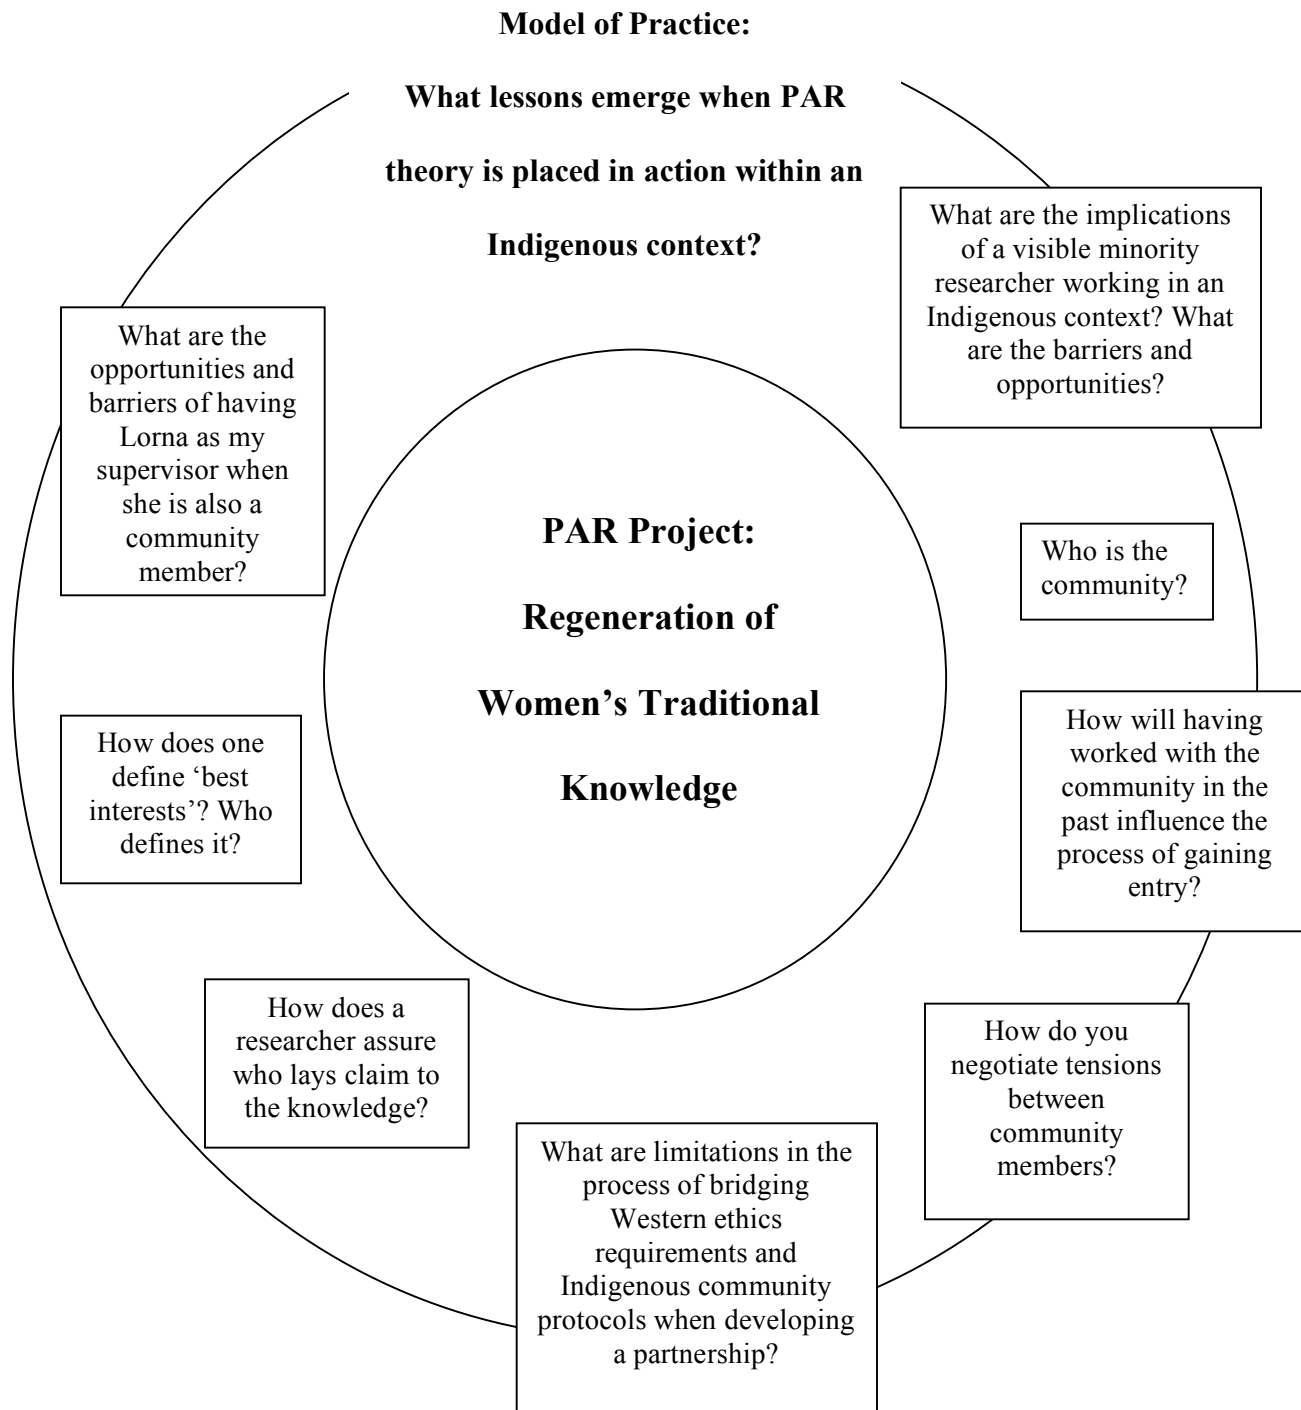 Model of Practice:
What lessons emerge when PAR
theory is placed in action within an
Indigenous context?
What are the implications
of a visible minority
researcher working in an
Indigenous context? What
are the barriers and
opportunities?
What are the
opportunities and
barriers of having
Lorna as my
supervisor when
she is also a
community
member?
PAR Project:
Regeneration of
Women’s Traditional
Knowledge
Who is the
community?
How will having
worked with the
community in the
past influence the
process of gaining
entry?
How does one
define ‘best
interests’? Who
defines it?
How does a
researcher assure
who lays claim to
the knowledge?
How do you
negotiate tensions
between
community
members?
What are limitations in the
process of bridging
Western ethics
requirements and
Indigenous community
protocols when developing
a partnership?